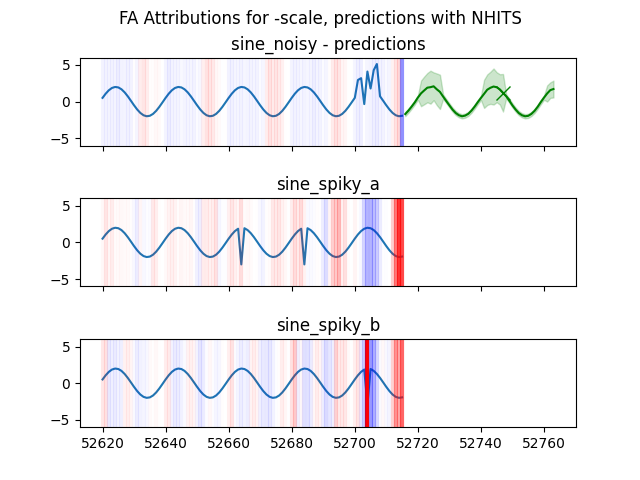 FA Attributions for -scale, predictions with NHITS
sine_noisy - predictions
5
0
−5
sine_spiky_a
5
0
−5
sine_spiky_b
5
0
−5
52620 52640 52660 52680 52700 52720 52740 52760